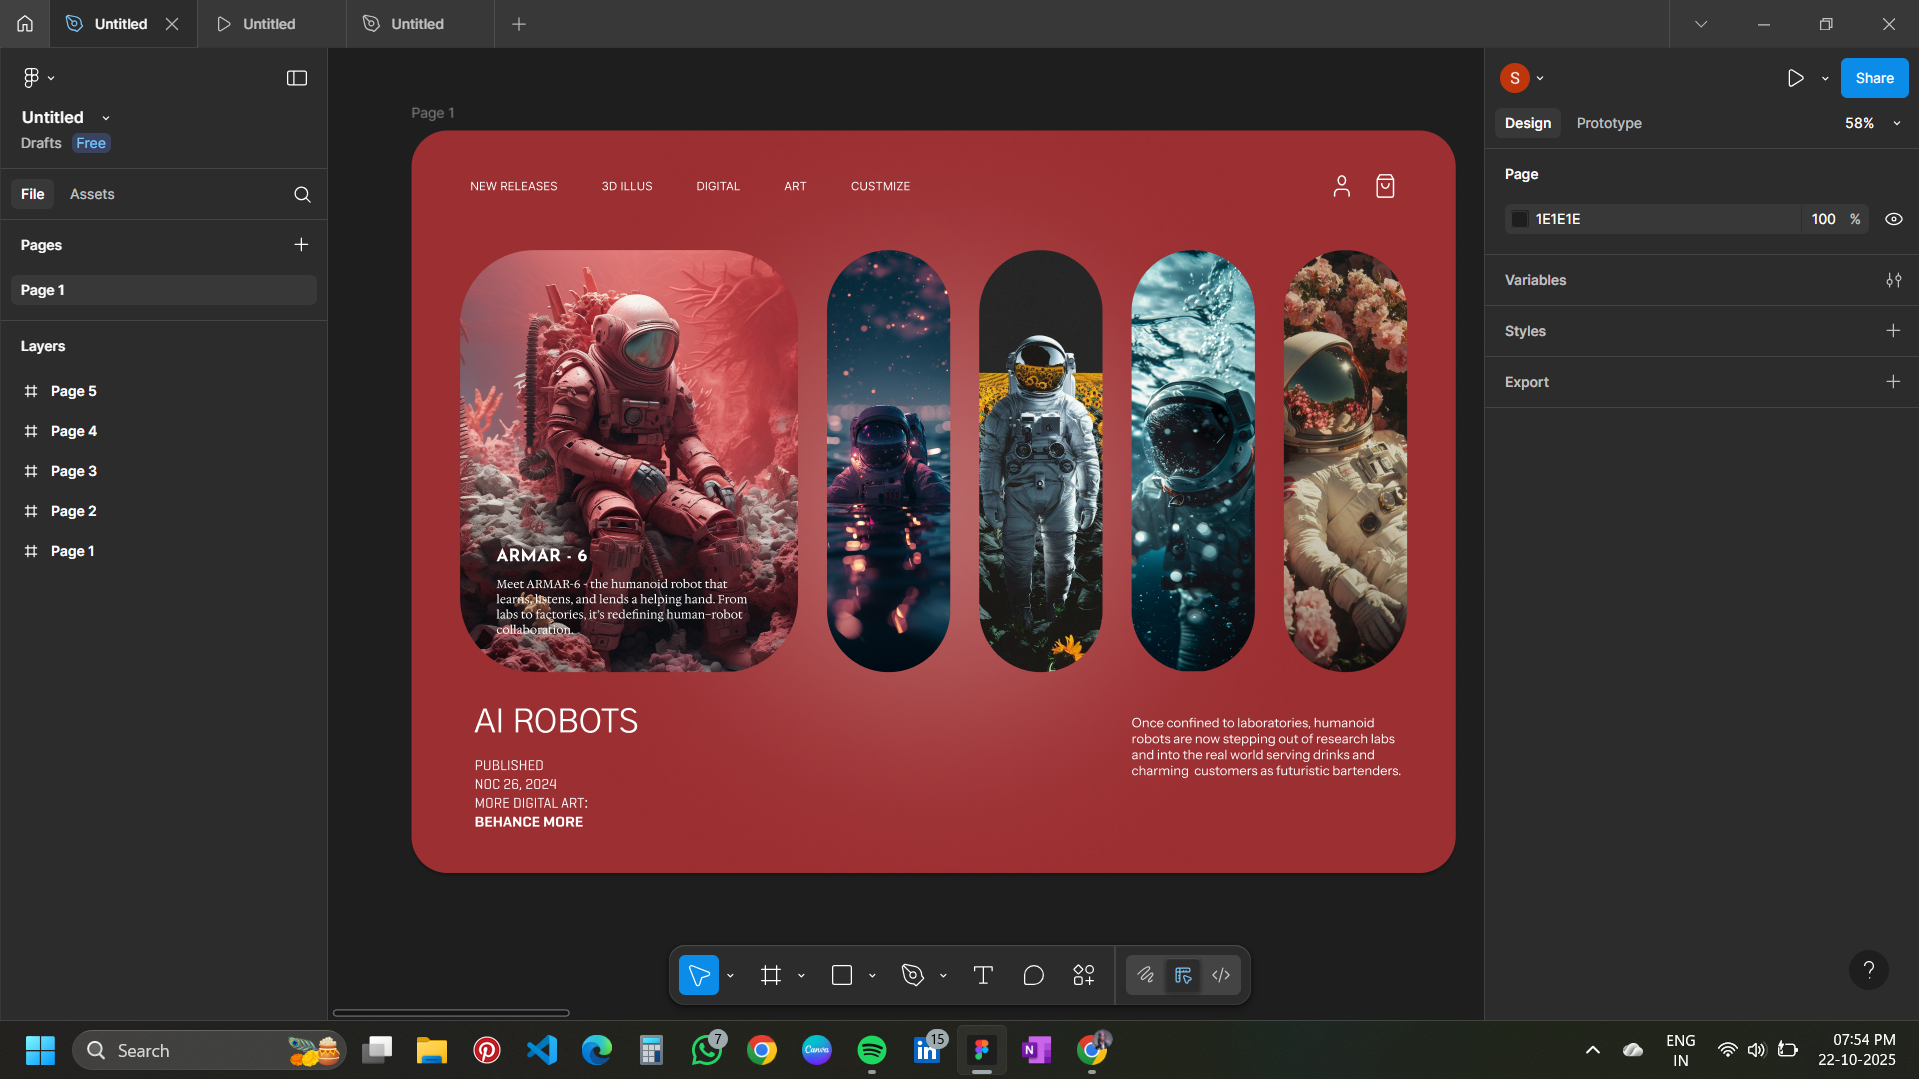 Untitled
Untitled
Untitled
Untitled
Drafts Free
File Assets
Pages
Page 1
Layers
Page 5
Page 4
Page 3
Page 2
Page 1
Page 1
NEW RELEASES 3D ILLUS DIGITAL ART CUSTMIZE
ARMAR - 6
Meet ARMAR-6 - the humanoid robot that
learns, listens, and lends a helping hand. From
labs to factories, it's redefining human–robot
collaboration.
AI ROBOTS
PUBLISHED
NOC 26, 2024
MORE DIGITAL ART:
BEHANCE MORE
Once confined to laboratories, humanoid
robots are now stepping out of research labs
and into the real world serving drinks and
charming  customers as futuristic bartenders.
S
Share
Design Prototype 58%
Page
1E1E1E 100 %
Variables
Styles
Export
?
Search
Canva
7
15
N
ENG
IN
07:54 PM
22-10-2025